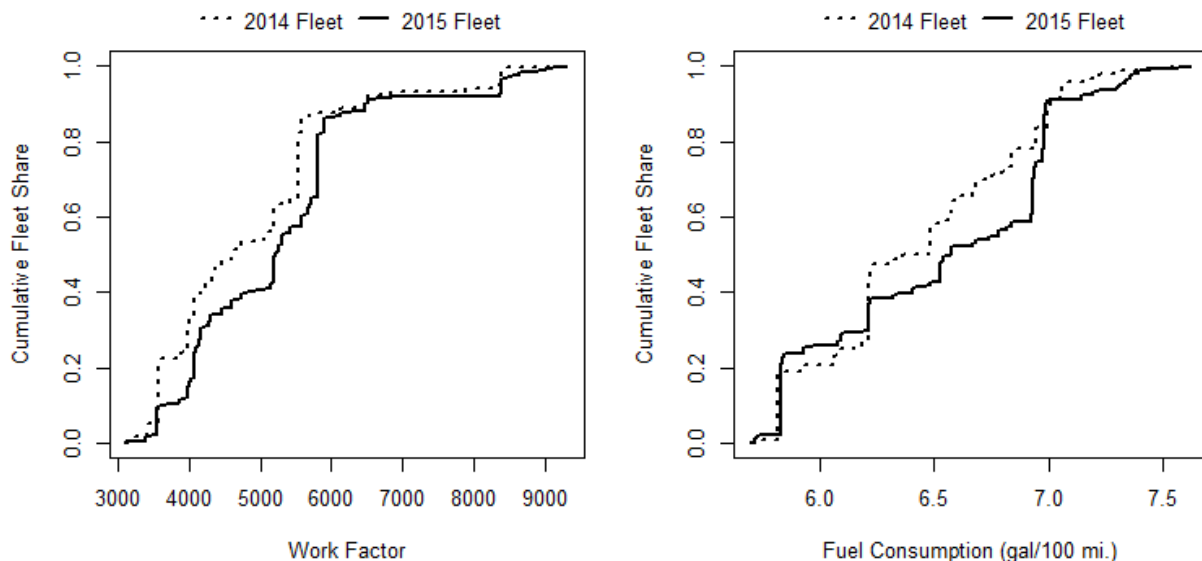 2014 Fleet 2015 Fleet
Cumulative Fleet Share
1.0
0.8
0.6
0.4
0.2
0.0
3000 4000 5000 6000 7000 8000 9000
Work Factor
2014 Fleet 2015 Fleet
Cumulative Fleet Share
1.0
0.8
0.6
0.4
0.2
0.0
6.0 6.5 7.0 7.5
Fuel Consumption (gal/100 mi.)